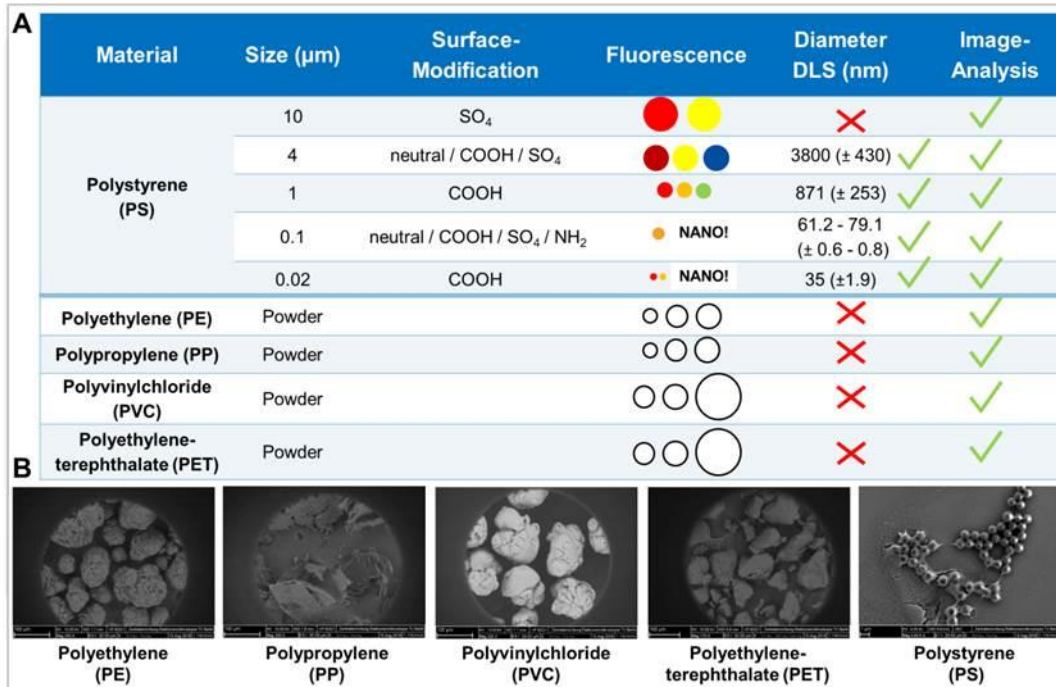 A
Material Size (µm) Surface-Modification Fluorescence Diameter DLS (nm) Image-Analysis
Polystyrene (PS)
10 SO4
4 neutral / COOH / SO4 3800 (± 430)
1 COOH 871 (± 253)
0.1 neutral / COOH / SO4 / NH2 NANO! 61.2 - 79.1 (± 0.6 - 0.8)
0.02 COOH NANO! 35 (±1.9)
Polyethylene (PE) Powder
Polypropylene (PP) Powder
Polyvinylchloride (PVC) Powder
Polyethylene-terephthalate (PET) Powder
B
Polyethylene (PE)
Polypropylene (PP)
Polyvinylchloride (PVC)
Polyethylene-terephthalate (PET)
Polystyrene (PS)